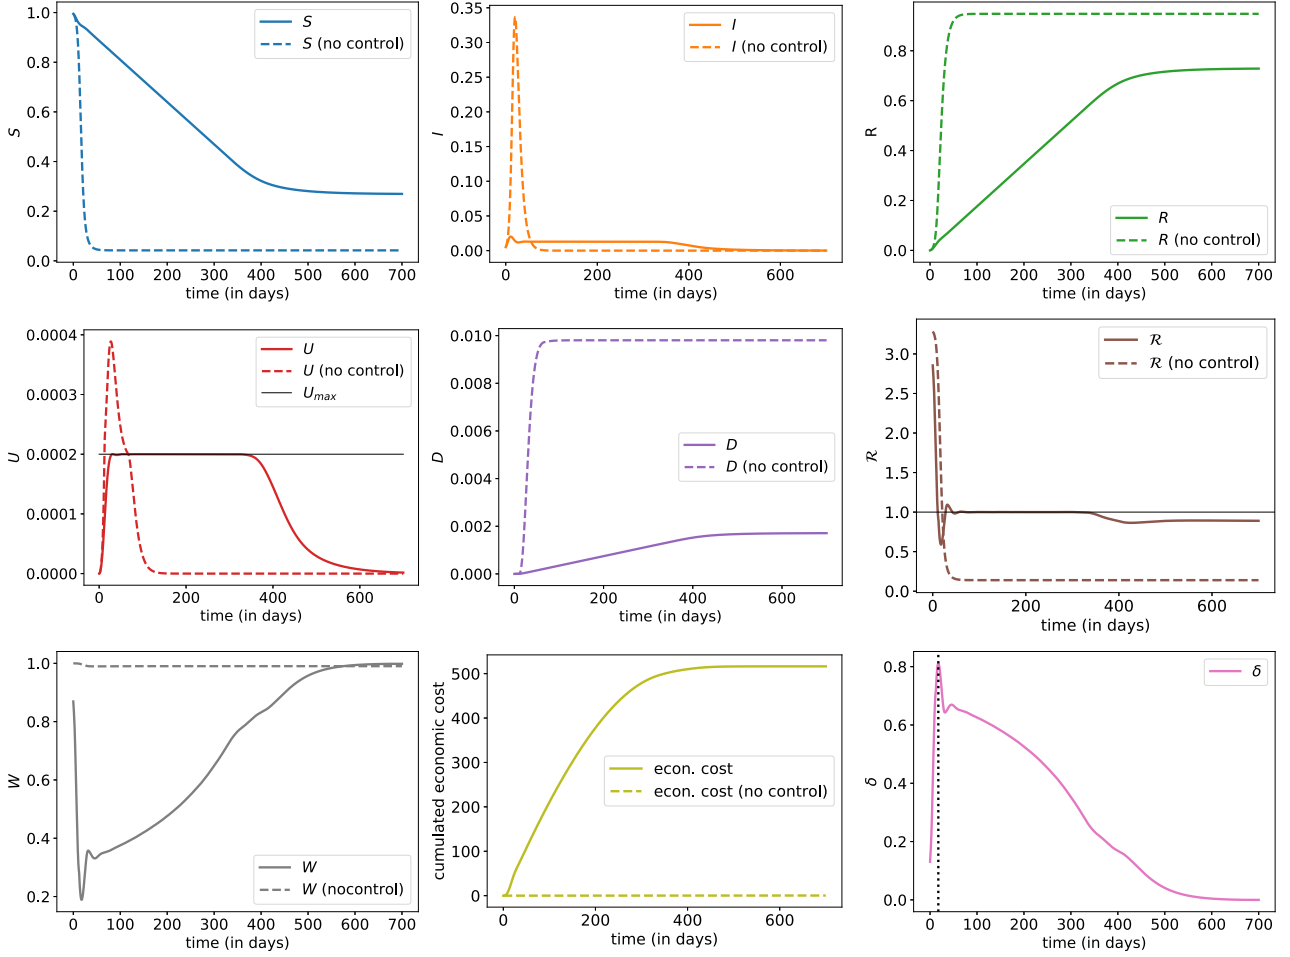 1.0
0.8
0.6
0.4
0.2
0.0
S
0 100 200 300 400 500 600 700
time (in days)
S
S (no control)
0.35
0.30
0.25
0.20
0.15
0.10
0.05
0.00
I
0 200 400 600
time (in days)
I
I (no control)
0.8
0.6
0.4
0.2
0.0
R
0 100 200 300 400 500 600 700
time (in days)
R
R (no control)
0.0004
0.0003
0.0002
0.0001
0.0000
U
0 200 400 600
time (in days)
U
U (no control)
U_max
0.010
0.008
0.006
0.004
0.002
0.000
D
0 200 400 600
time (in days)
D
D (no control)
3.0
2.5
2.0
1.5
1.0
0.5
0.0
ℛ
0 200 400 600
time (in days)
ℛ
ℛ (no control)
1.0
0.8
0.6
0.4
0.2
W
0 100 200 300 400 500 600 700
time (in days)
W
W (nocontrol)
500
400
300
200
100
0
cumulated economic cost
0 200 400 600
time (in days)
econ. cost
econ. cost (no control)
0.8
0.6
0.4
0.2
0.0
δ
0 100 200 300 400 500 600 700
time (in days)
δ